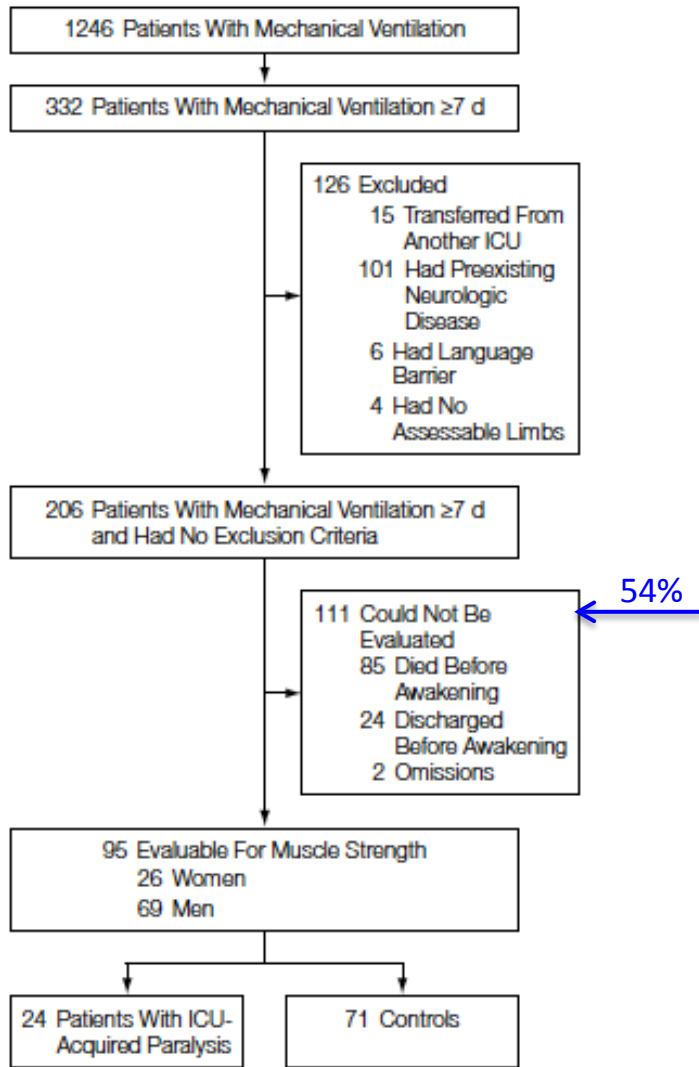 1246 Patients With Mechanical Ventilation
332 Patients With Mechanical Ventilation ≥7 d
126 Excluded
15 Transferred From
Another ICU
101 Had Preexisting
Neurologic
Disease
6 Had Language
Barrier
4 Had No
Assessable Limbs
206 Patients With Mechanical Ventilation ≥7 d
and Had No Exclusion Criteria
54%
111 Could Not Be
Evaluated
85 Died Before
Awakening
24 Discharged
Before Awakening
2 Omissions
95 Evaluable For Muscle Strength
26 Women
69 Men
24 Patients With ICU-
Acquired Paralysis
71 Controls